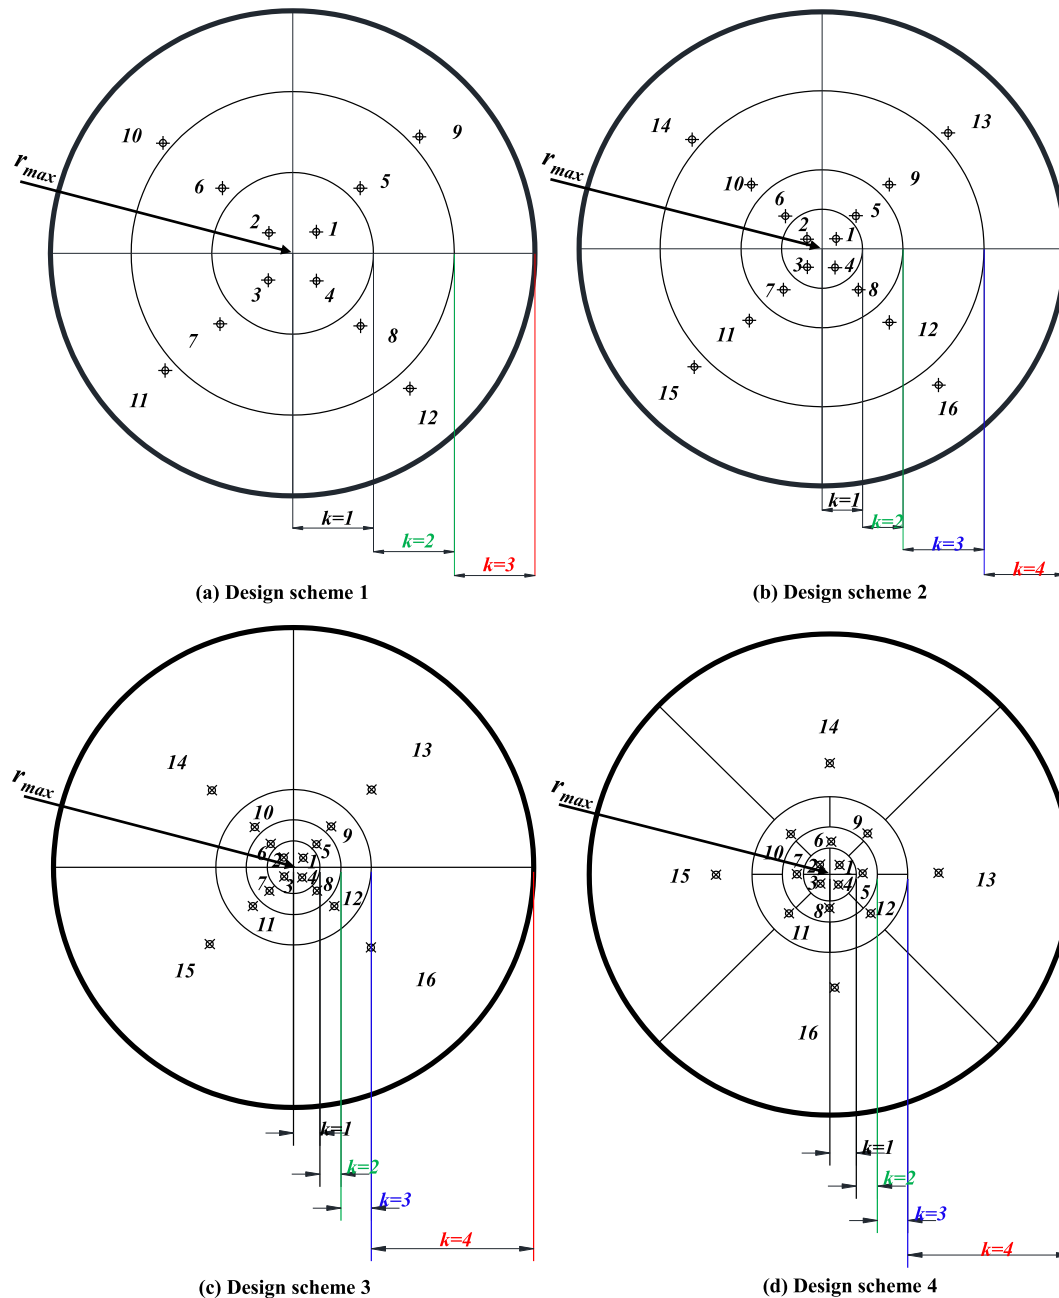 10
9
r_max
6
5
2
1
3
4
7
8
11
12
k=1
k=2
k=3
(a) Design scheme 1
14
13
r_max
10
9
6
5
2
1
3
4
7
8
11
12
15
16
k=1
k=2
k=3
k=4
(b) Design scheme 2
14
13
r_max
10
9
6
5
2
1
3
4
7
8
11
12
15
16
k=1
k=2
k=3
k=4
(c) Design scheme 3
14
r_max
6
9
10
7
2
1
15
3
4
5
13
8
12
11
16
k=1
k=2
k=3
k=4
(d) Design scheme 4